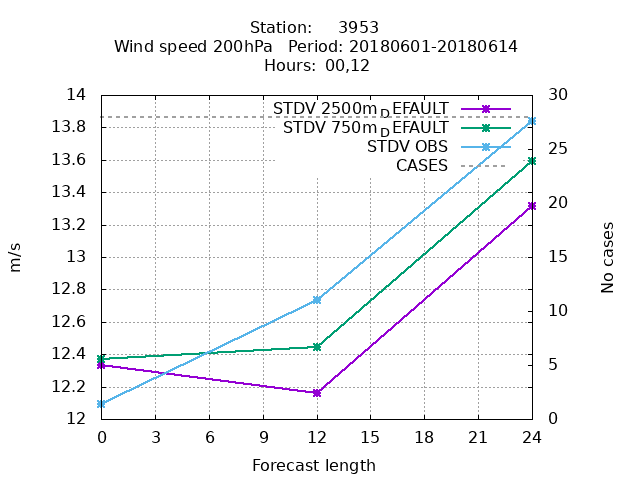 Station: 3953
Wind speed 200hPa Period: 20180601-20180614
Hours: 00,12
14
13.8
13.6
13.4
13.2
13
12.8
12.6
12.4
12.2
12
30
25
20
15
10
5
0
STDV 2500m_DEFAULT
STDV 750m_DEFAULT
STDV OBS
CASES
m/s
No cases
0 3 6 9 12 15 18 21 24
Forecast length